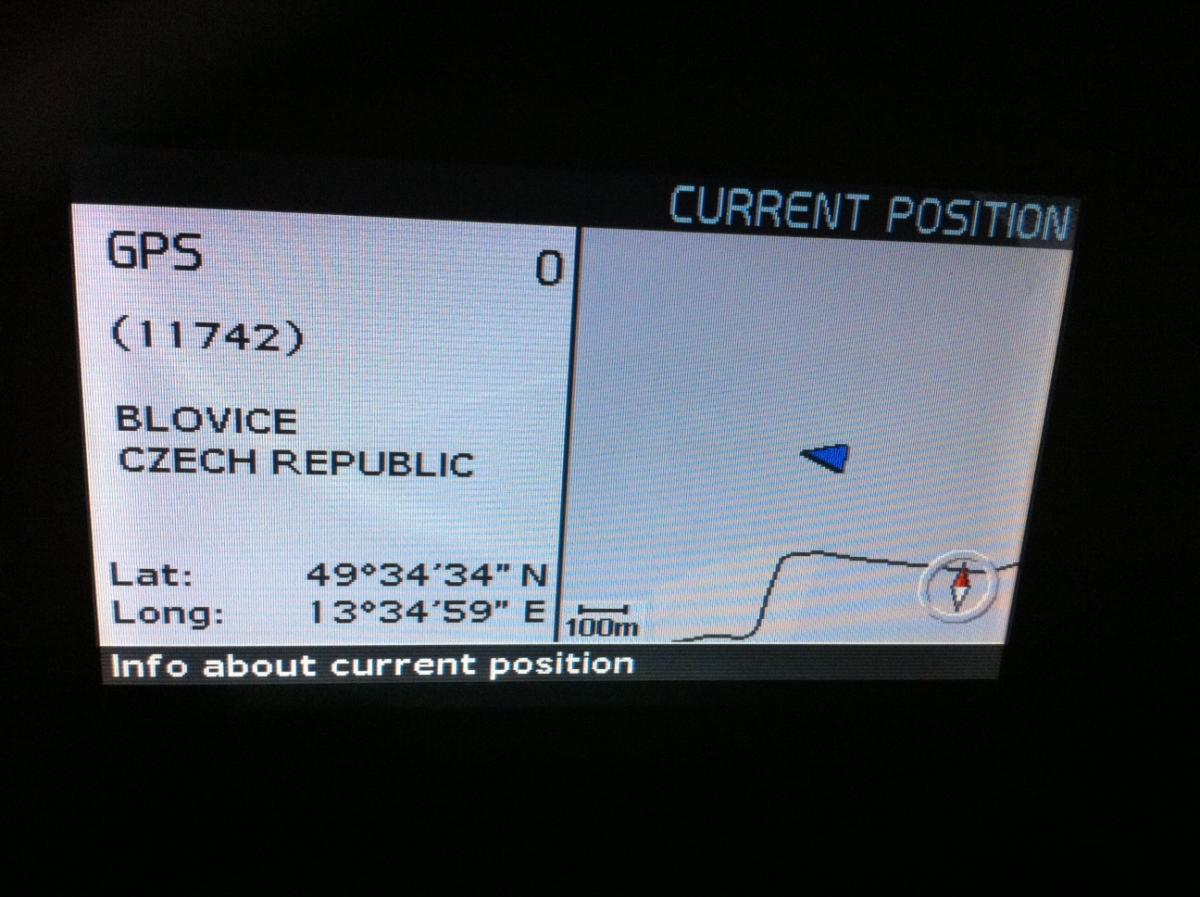 CURRENT POSITION
GPS 0
(11742)
BLOVICE
CZECH REPUBLIC
Lat: 49°34'34" N
Long: 13°34'59" E
100m
Info about current position